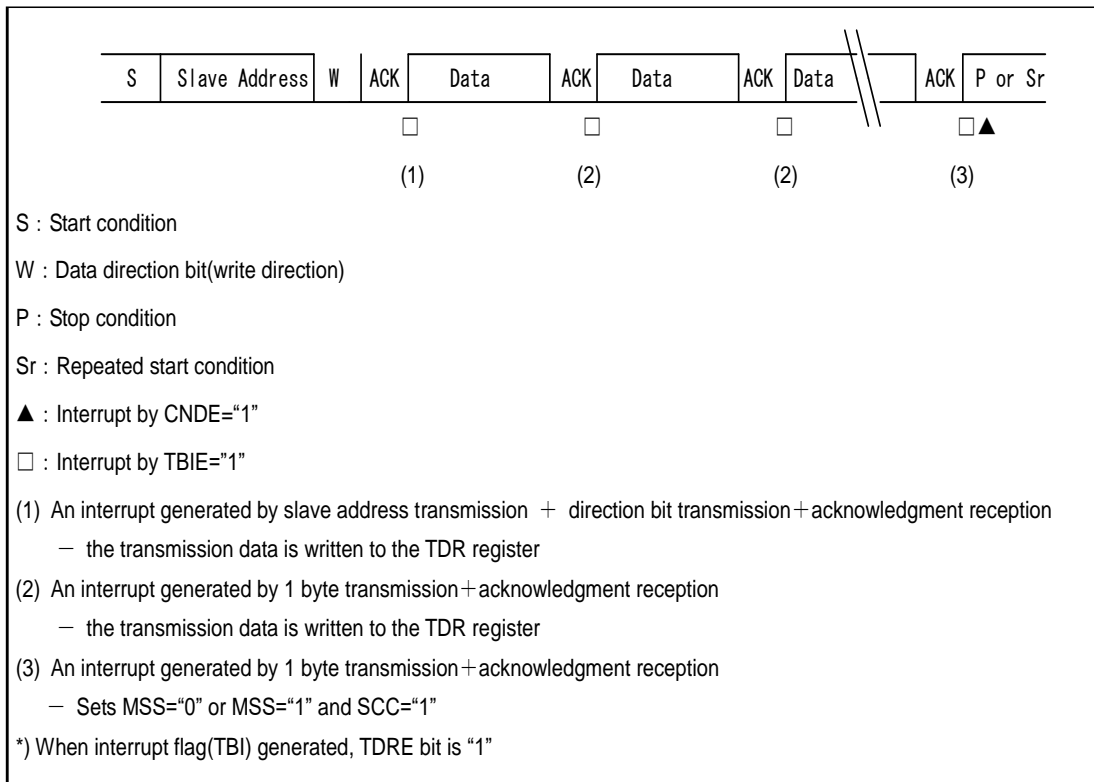 S Slave Address W ACK Data ACK Data ACK Data ACK P or Sr
□ □ □ □▲
(1) (2) (2) (3)
S : Start condition
W : Data direction bit(write direction)
P : Stop condition
Sr : Repeated start condition
▲ : Interrupt by CNDE=“1”
□ : Interrupt by TBIE=”1”
(1) An interrupt generated by slave address transmission + direction bit transmission+acknowledgment reception
− the transmission data is written to the TDR register
(2) An interrupt generated by 1 byte transmission+acknowledgment reception
− the transmission data is written to the TDR register
(3) An interrupt generated by 1 byte transmission+acknowledgment reception
− Sets MSS=“0” or MSS=“1” and SCC=“1”
*) When interrupt flag(TBI) generated, TDRE bit is “1”